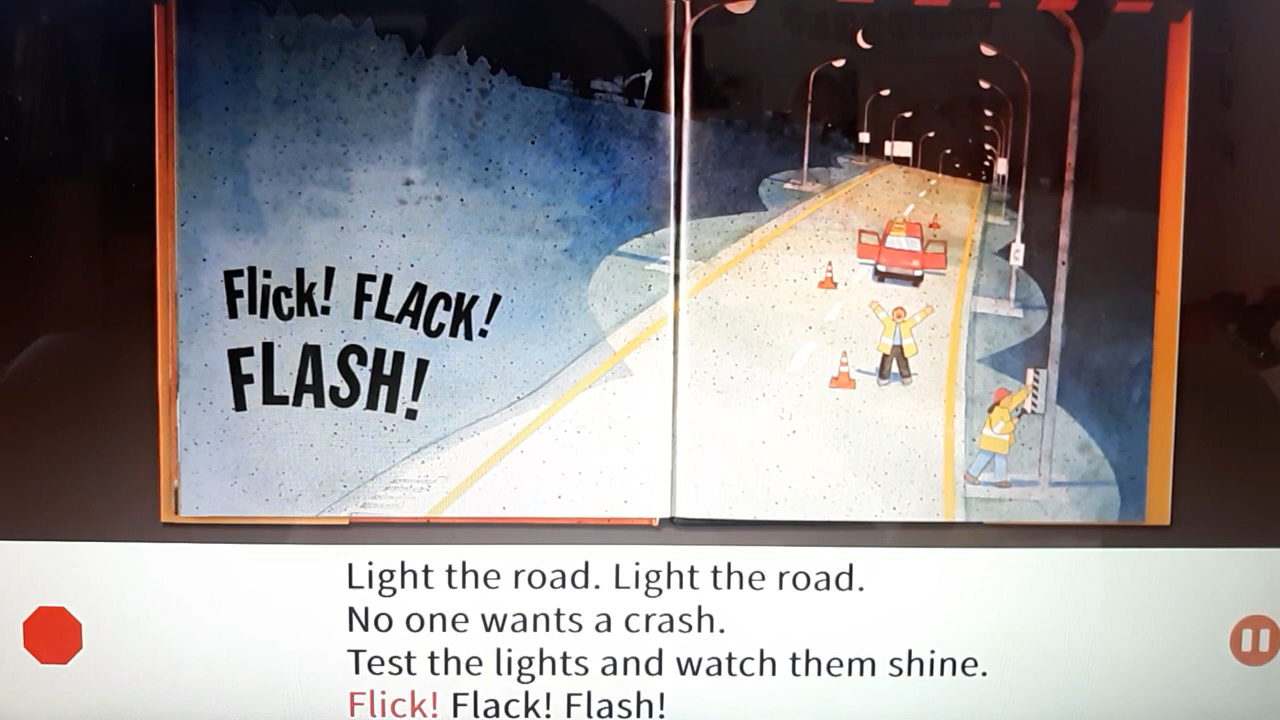 Flick! FLACK!
FLASH!
Light the road. Light the road.
No one wants a crash.
Test the lights and watch them shine.
Flick! Flack! Flash!